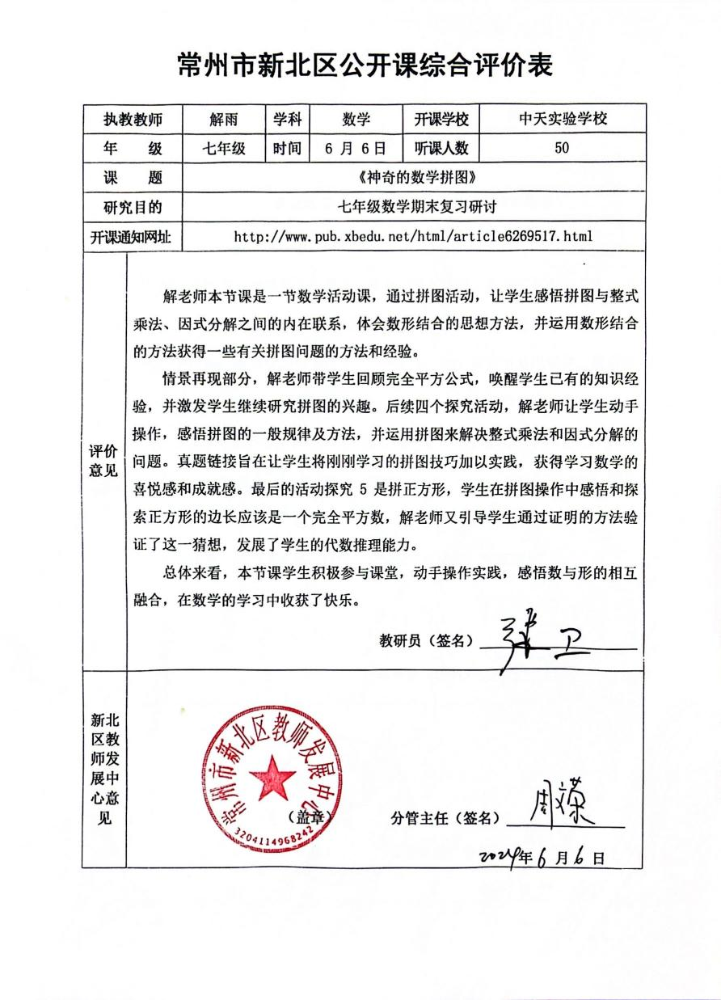 常州市新北区公开课综合评价表
执教教师 解雨 学科 数学 开课学校 中天实验学校
年 级 七年级 时间 6 月 6 日 听课人数 50
课 题 《神奇的数学拼图》
研究目的 七年级数学期末复习研讨
开课通知网址 http://www.pub.xbedu.net/html/article6269517.html
评价
意见
解老师本节课是一节数学活动课，通过拼图活动，让学生感悟拼图与整式
乘法、因式分解之间的内在联系，体会数形结合的思想方法，并运用数形结合
的方法获得一些有关拼图问题的方法和经验。
情景再现部分，解老师带学生回顾完全平方公式，唤醒学生已有的知识经
验，并激发学生继续研究拼图的兴趣。后续四个探究活动，解老师让学生动手
操作，感悟拼图的一般规律及方法，并运用拼图来解决整式乘法和因式分解的
问题。真题链接旨在让学生将刚刚学习的拼图技巧加以实践，获得学习数学的
喜悦感和成就感。最后的活动探究 5 是拼正方形，学生在拼图操作中感悟和探
索正方形的边长应该是一个完全平方数，解老师又引导学生通过证明的方法验
证了这一猜想，发展了学生的代数推理能力。
总体来看，本节课学生积极参与课堂，动手操作实践，感悟数与形的相互
融合，在数学的学习中收获了快乐。
教研员（签名） 张卫
新北
区教
师发
展中
心意
见
常州市新北区教师发展中心
3204114968242
（盖章）
分管主任（签名）
2024年 6 月 6 日